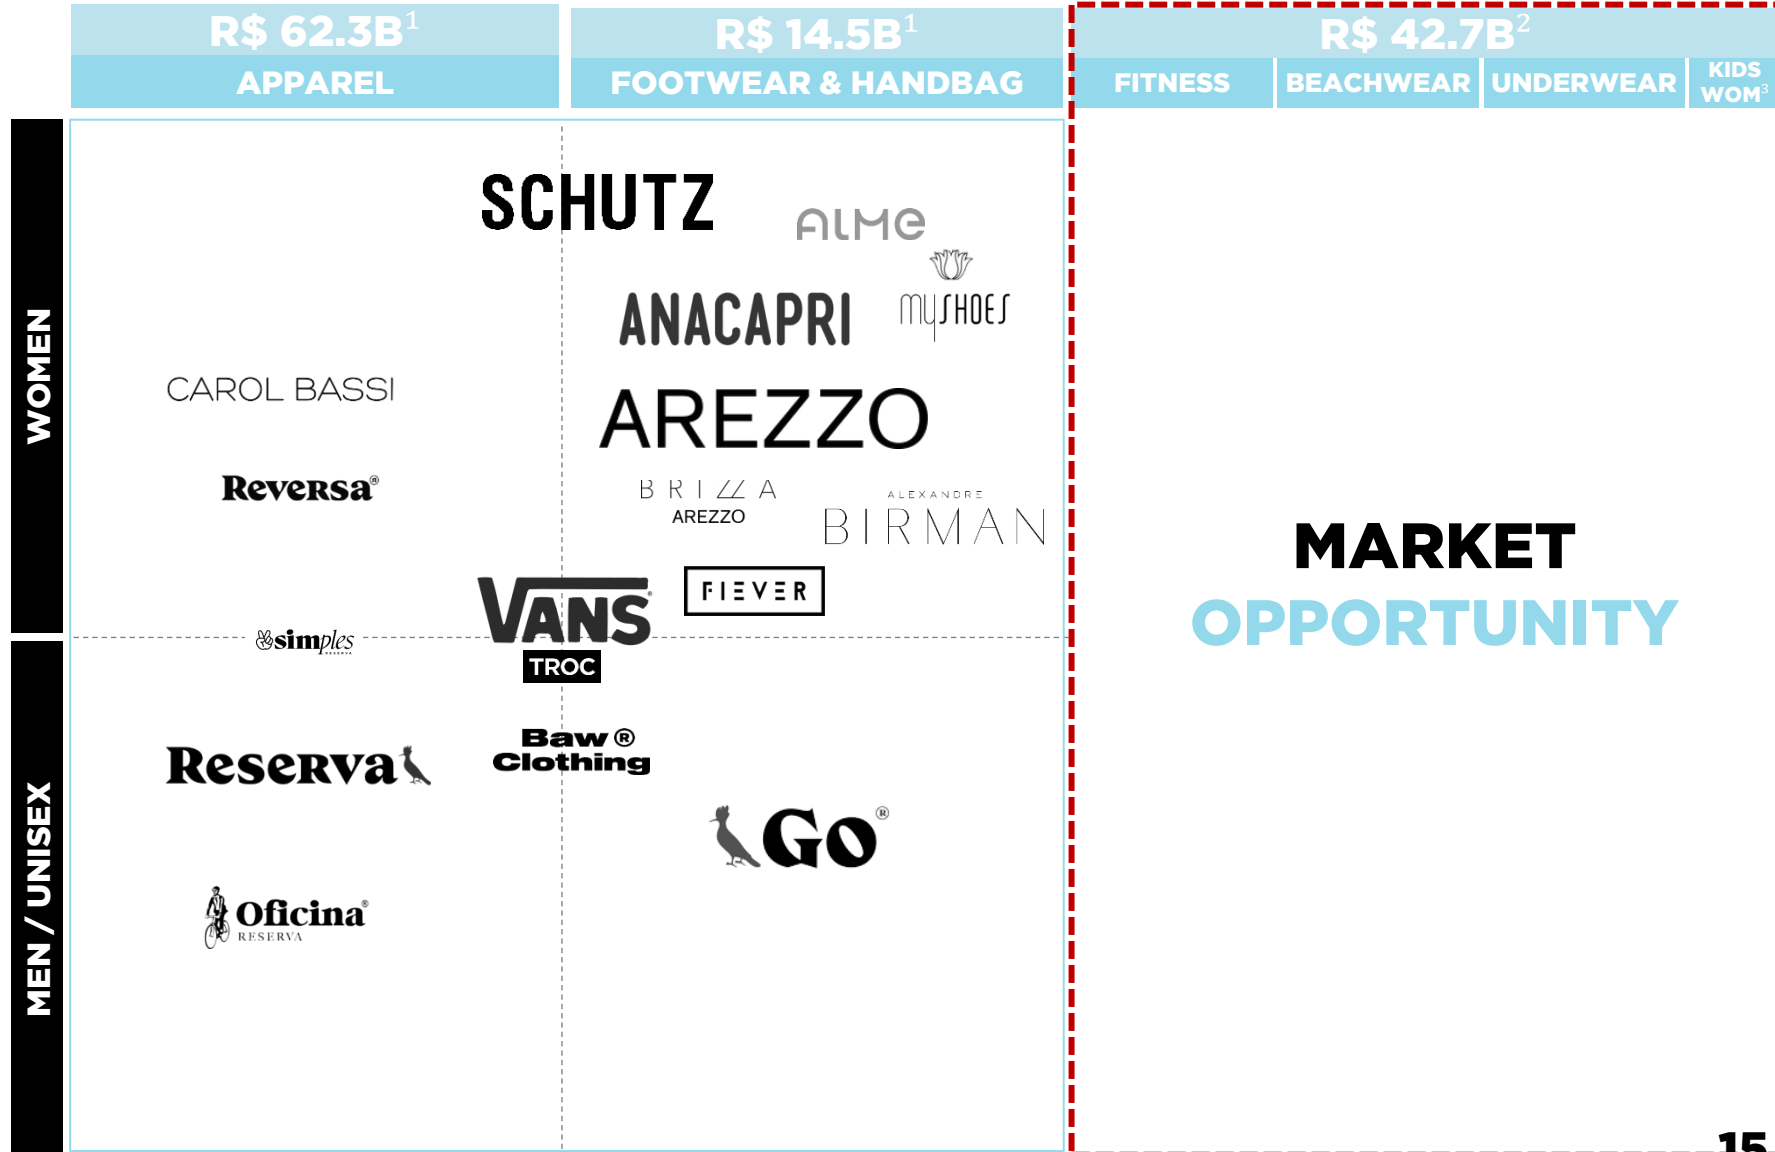 R$ 62.3B1
R$ 14.5B1
R$ 42.7B2
APPAREL
FOOTWEAR & HANDBAG
FITNESS
BEACHWEAR
UNDERWEAR
KIDS
WOM3
WOMEN
SCHUTZ
ALME
MYSHOES
ANACAPRI
CAROL BASSI
AREZZO
Reversa®
BRIZZA
AREZZO
ALEXANDRE
BIRMAN
VANS®
FIEVER
simples
RESERVA
TROC
MARKET
OPPORTUNITY
MEN / UNISEX
Reserva
Baw ®
Clothing
Go®
Oficina®
RESERVA
15